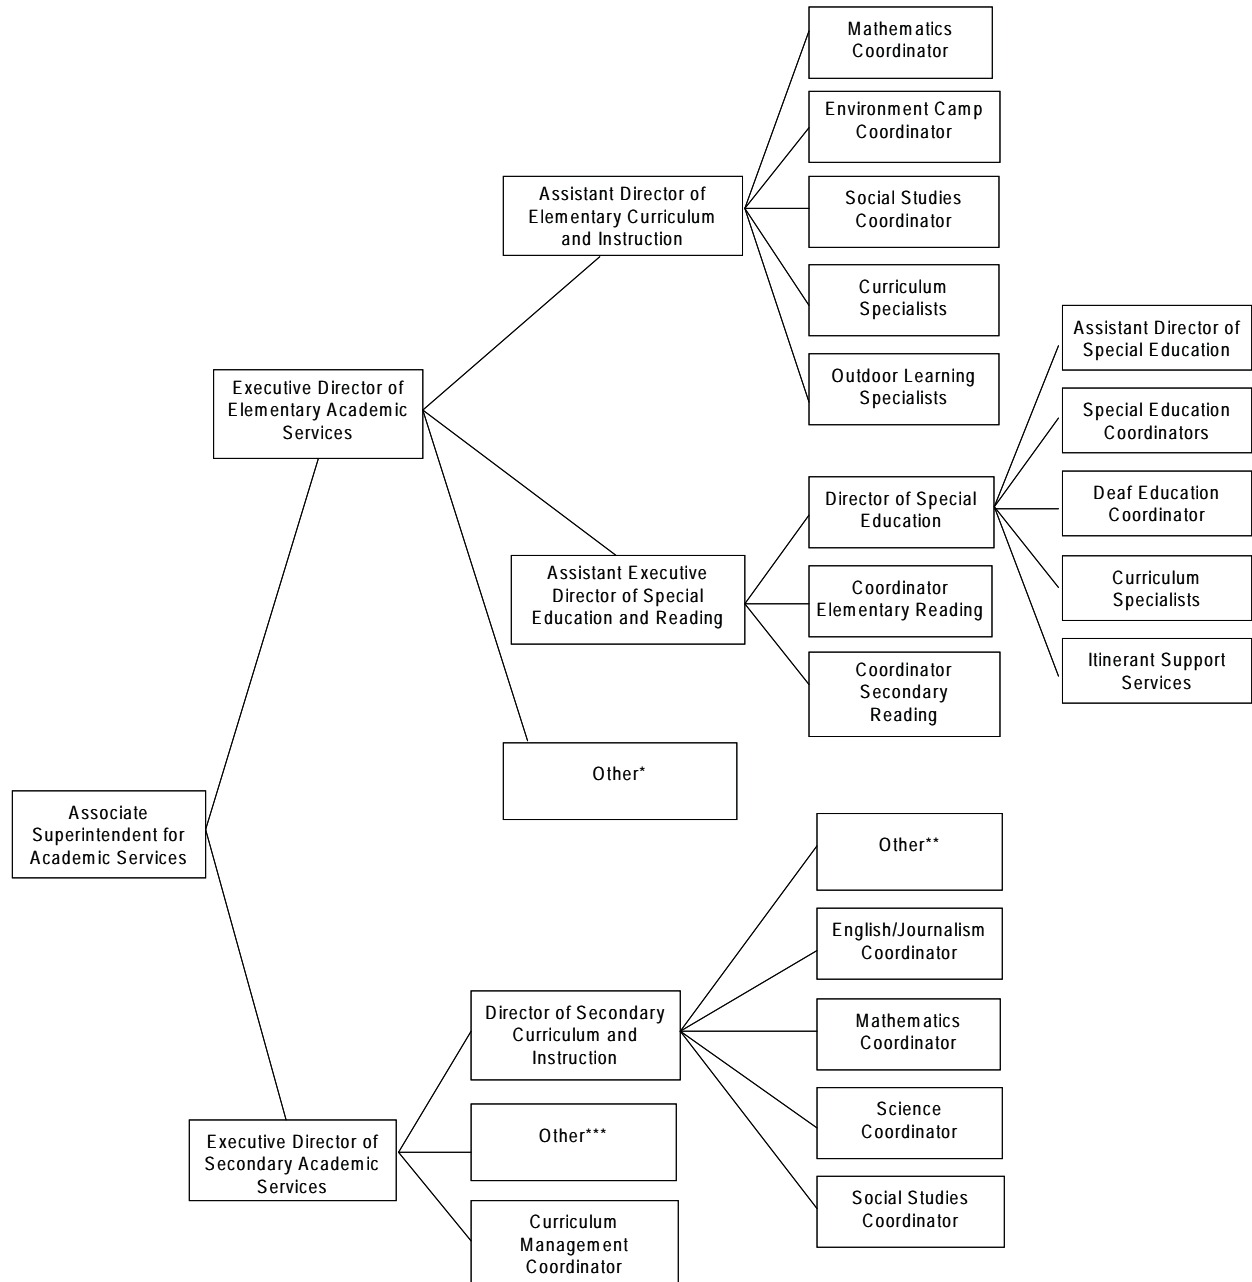 Mathematics
Coordinator
Environment Camp
Coordinator
Assistant Director of
Elementary Curriculum
and Instruction
Social Studies
Coordinator
Curriculum
Specialists
Outdoor Learning
Specialists
Assistant Director of
Special Education
Executive Director of
Elementary Academic
Services
Special Education
Coordinators
Director of Special
Education
Deaf Education
Coordinator
Assistant Executive
Director of Special
Education and Reading
Coordinator
Elementary Reading
Curriculum
Specialists
Coordinator
Secondary
Reading
Itinerant Support
Services
Other*
Associate
Superintendent for
Academic Services
Other**
English/Journalism
Coordinator
Director of Secondary
Curriculum and
Instruction
Mathematics
Coordinator
Other***
Science
Coordinator
Executive Director of
Secondary Academic
Services
Social Studies
Coordinator
Curriculum
Management
Coordinator